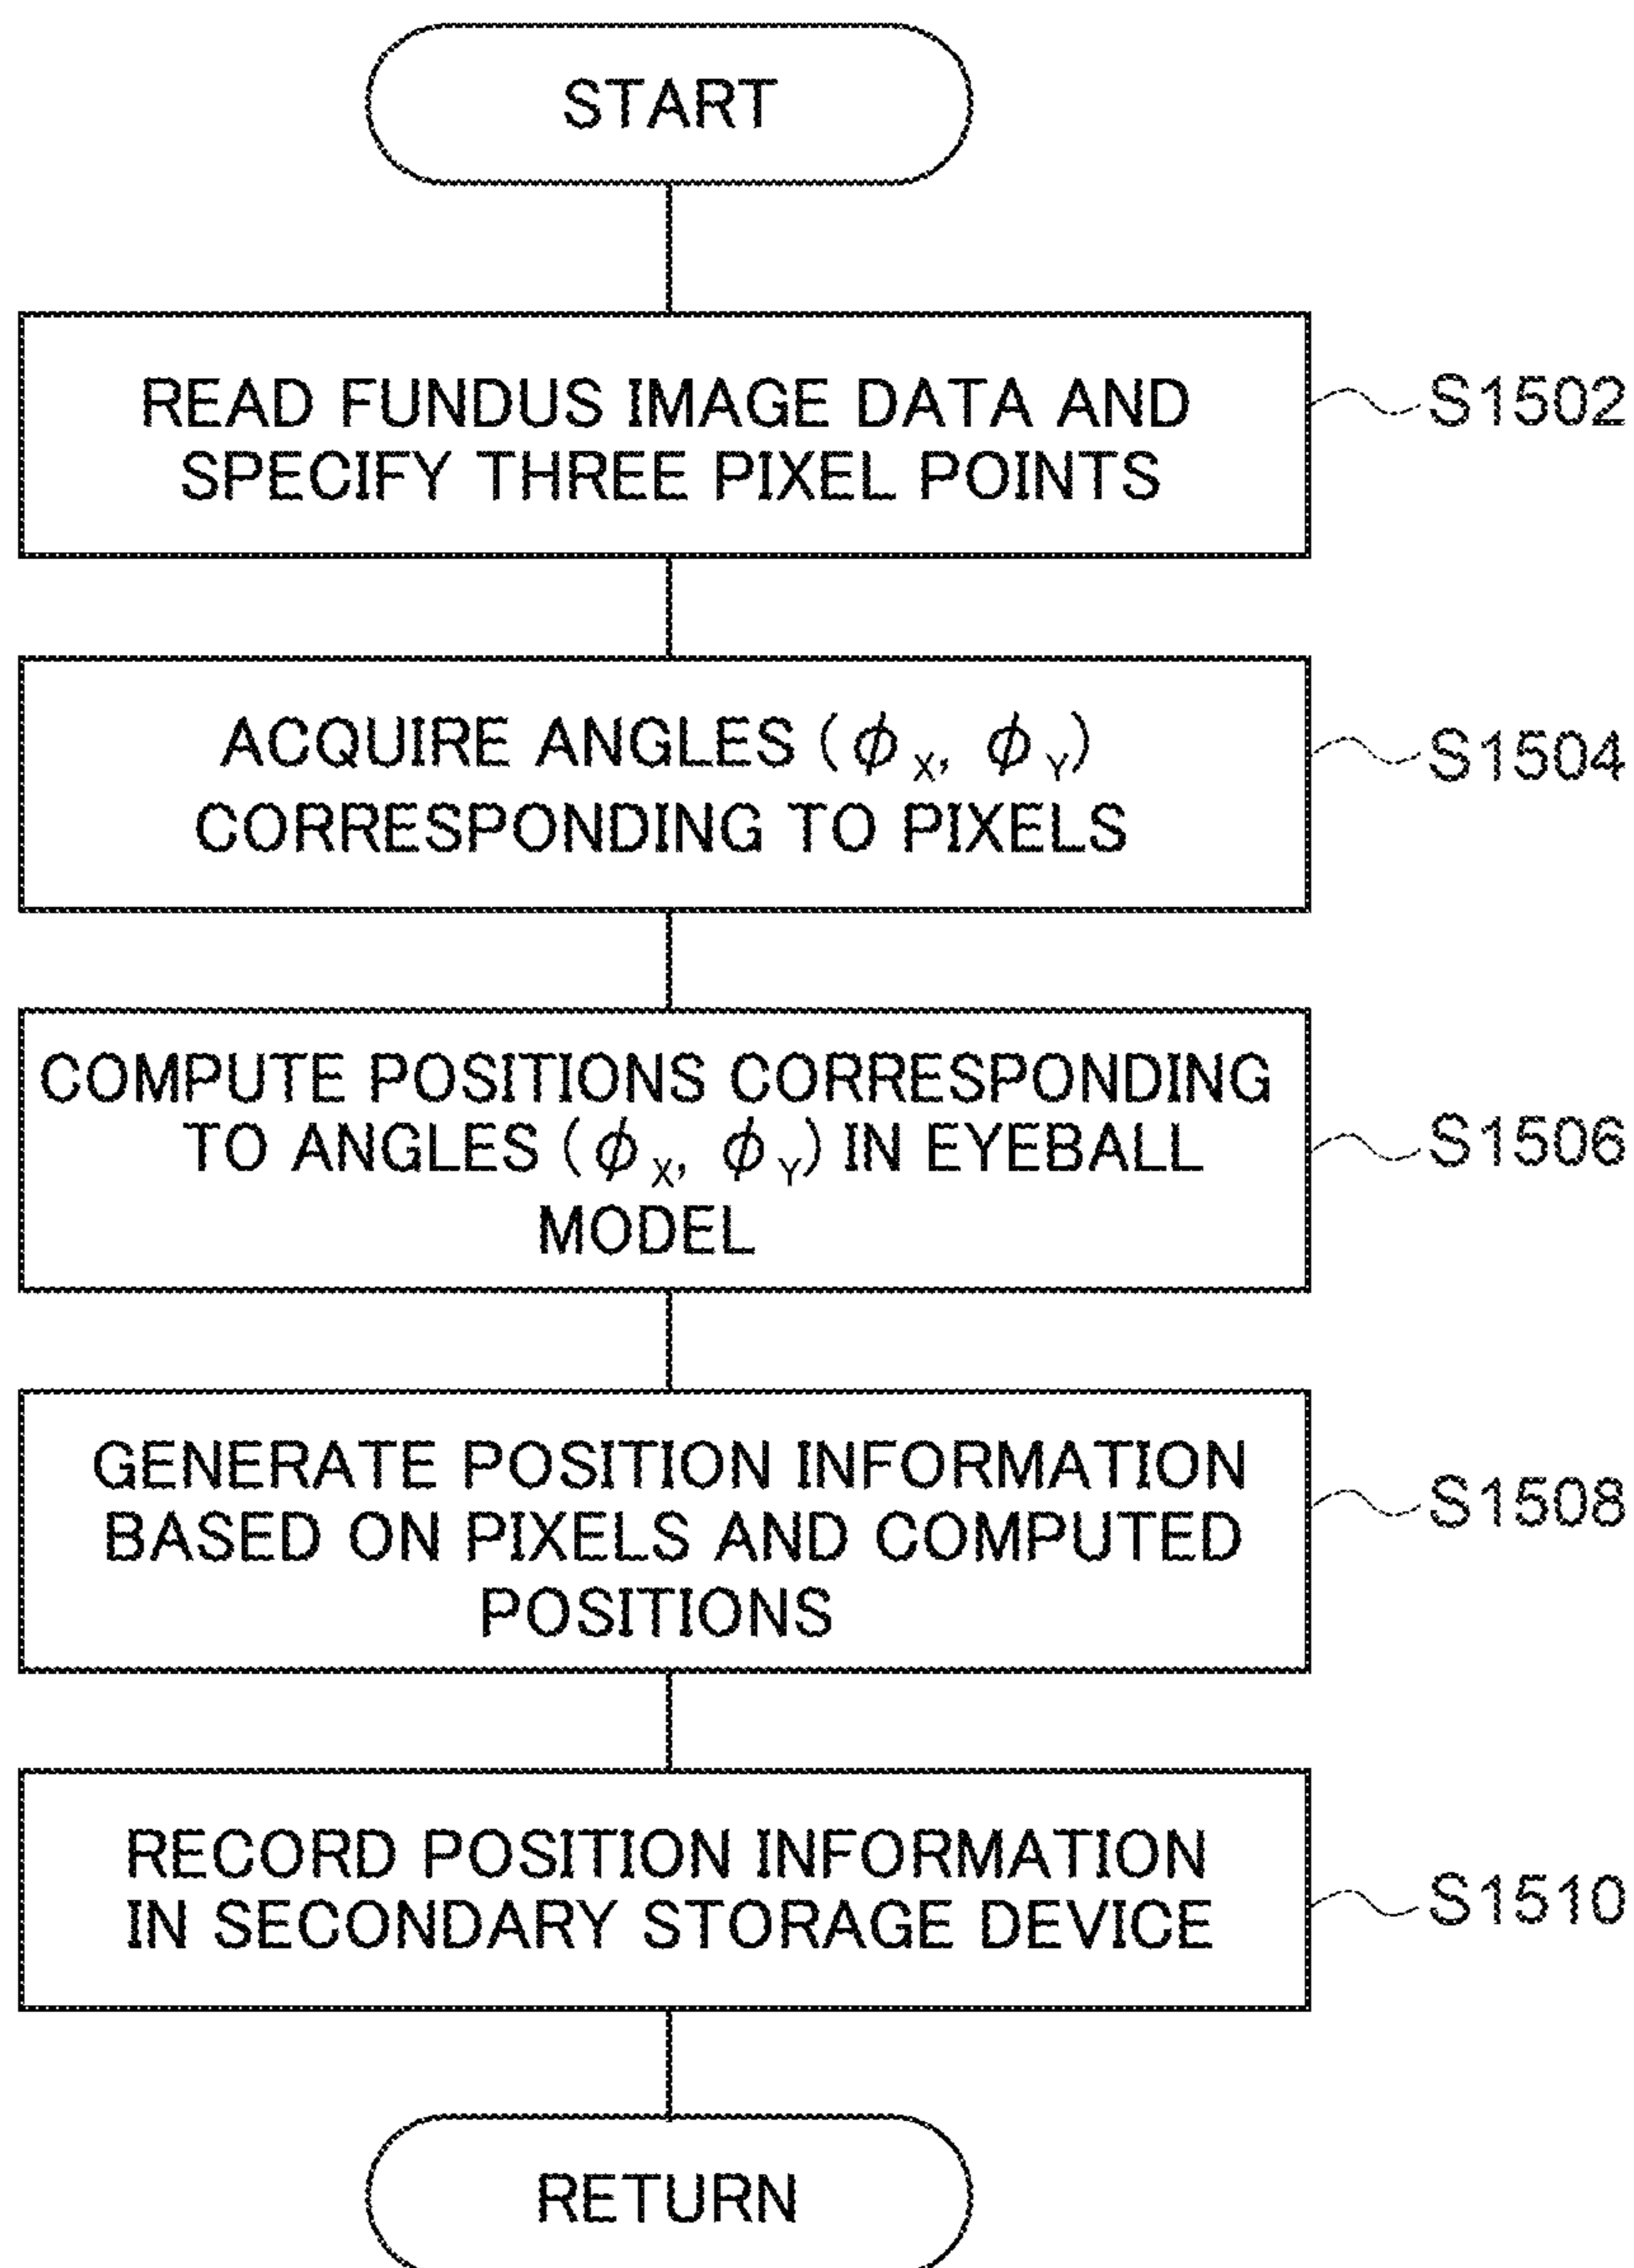 START
READ FUNDUS IMAGE DATA AND
SPECIFY THREE PIXEL POINTS
S1502
ACQUIRE ANGLES (ϕX, ϕY)
CORRESPONDING TO PIXELS
S1504
COMPUTE POSITIONS CORRESPONDING
TO ANGLES (ϕX, ϕY) IN EYEBALL
MODEL
S1506
GENERATE POSITION INFORMATION
BASED ON PIXELS AND COMPUTED
POSITIONS
S1508
RECORD POSITION INFORMATION
IN SECONDARY STORAGE DEVICE
S1510
RETURN